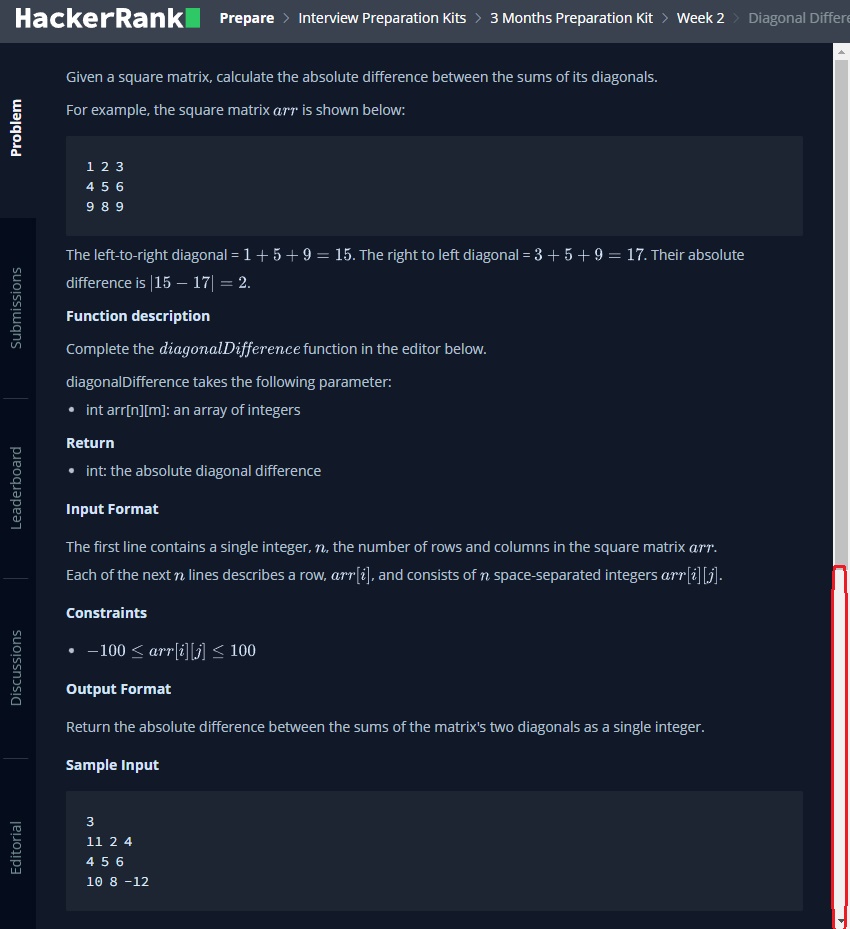 HackerRank Prepare > Interview Preparation Kits > 3 Months Preparation Kit > Week 2 > Diagonal Differe
Problem
Submissions
Leaderboard
Discussions
Editorial
Given a square matrix, calculate the absolute difference between the sums of its diagonals.
For example, the square matrix arr is shown below:
1 2 3
4 5 6
9 8 9
The left-to-right diagonal = 1 + 5 + 9 = 15. The right to left diagonal = 3 + 5 + 9 = 17. Their absolute
difference is |15 − 17| = 2.
Function description
Complete the diagonalDifference function in the editor below.
diagonalDifference takes the following parameter:
• int arr[n][m]: an array of integers
Return
• int: the absolute diagonal difference
Input Format
The first line contains a single integer, n, the number of rows and columns in the square matrix arr.
Each of the next n lines describes a row, arr[i], and consists of n space-separated integers arr[i][j].
Constraints
• −100 ≤ arr[i][j] ≤ 100
Output Format
Return the absolute difference between the sums of the matrix's two diagonals as a single integer.
Sample Input
3
11 2 4
4 5 6
10 8 -12